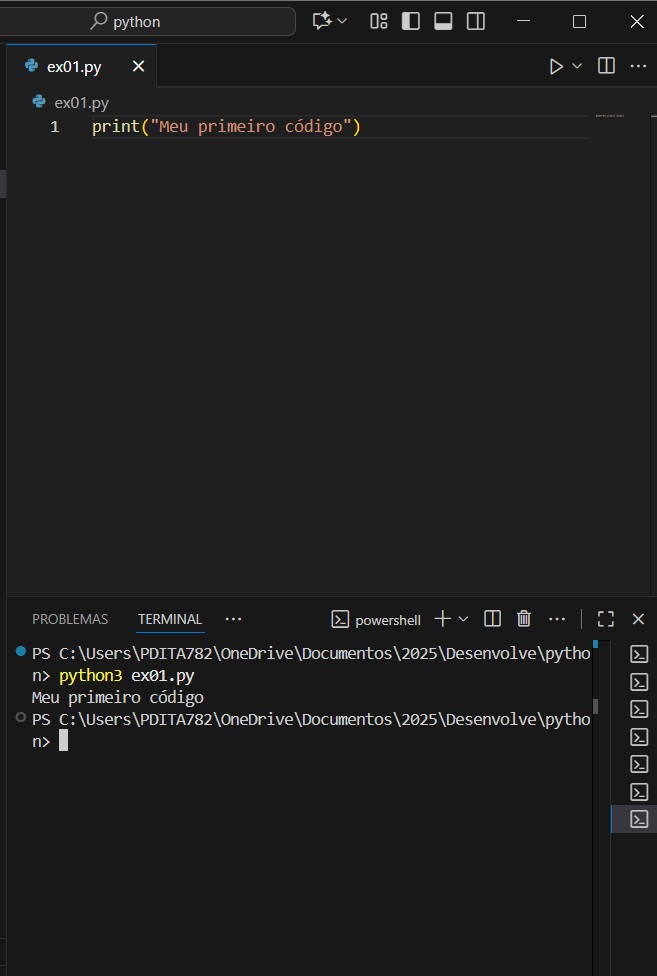 python
ex01.py
ex01.py
1 print("Meu primeiro código")
PROBLEMAS TERMINAL powershell
PS C:\Users\PDITA782\OneDrive\Documentos\2025\Desenvolve\pytho
n> python3 ex01.py
Meu primeiro código
PS C:\Users\PDITA782\OneDrive\Documentos\2025\Desenvolve\pytho
n>